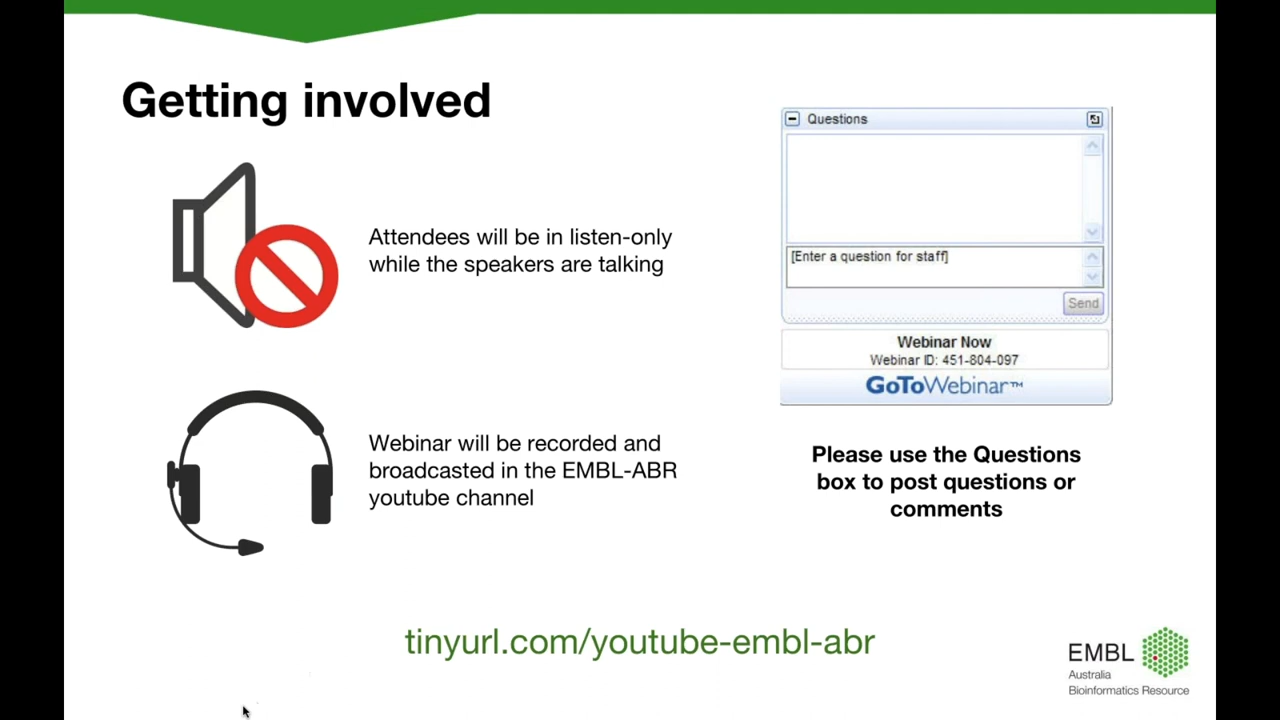 Getting involved
Attendees will be in listen-only
while the speakers are talking
Webinar will be recorded and
broadcasted in the EMBL-ABR
youtube channel
Questions
[Enter a question for staff]
Send
Webinar Now
Webinar ID: 451-804-097
GoToWebinar™
Please use the Questions
box to post questions or
comments
tinyurl.com/youtube-embl-abr
EMBL
Australia
Bioinformatics Resource